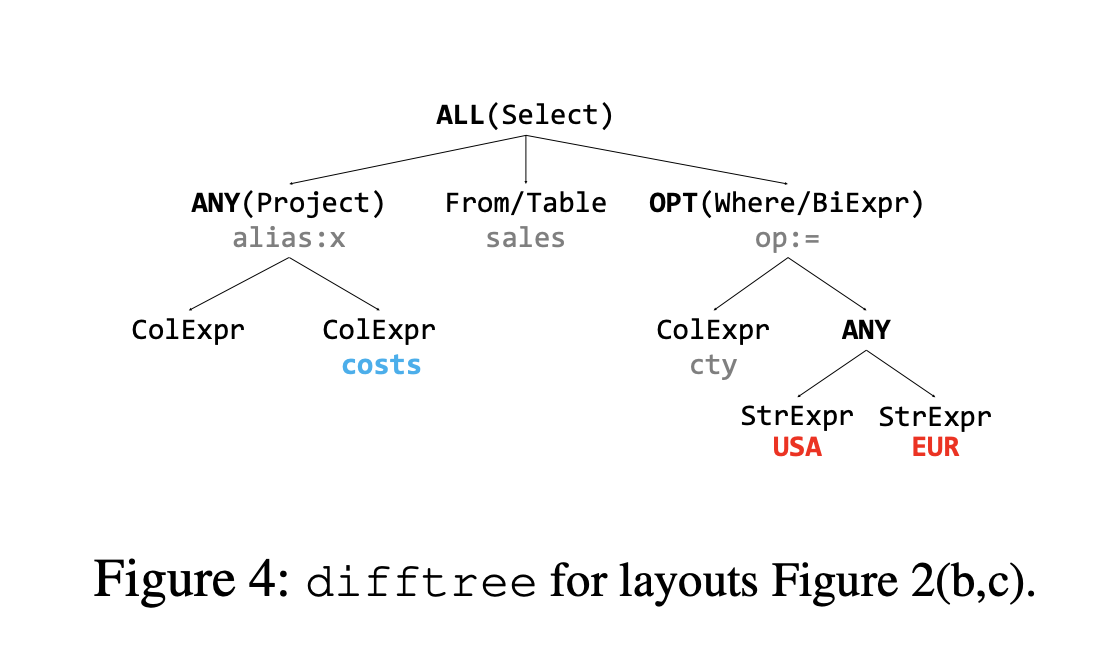 ALL(Select)
ANY(Project) From/Table OPT(Where/BiExpr)
alias:x sales op:=
ColExpr ColExpr ColExpr ANY
costs cty
StrExpr StrExpr
USA EUR
Figure 4: difftree for layouts Figure 2(b,c).